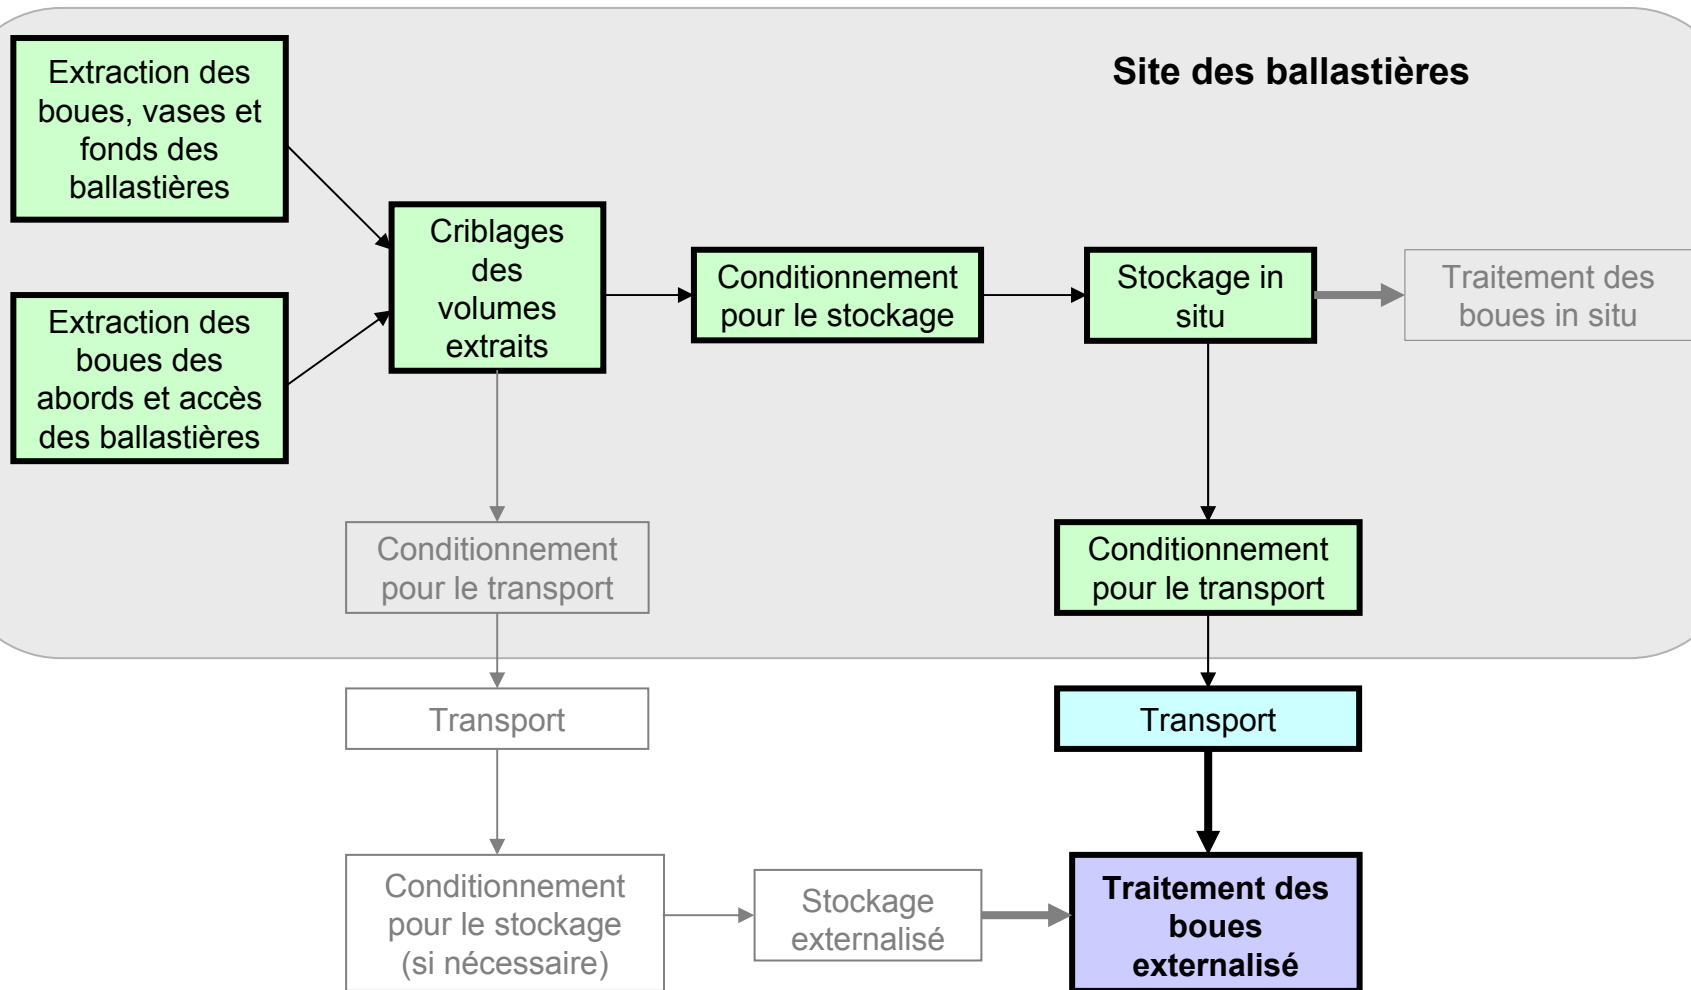 Site des ballastières
Extraction des
boues, vases et
fonds des
ballastières
Extraction des
boues des
abords et accès
des ballastières
Criblages
des
volumes
extraits
Conditionnement
pour le stockage
Stockage in
situ
Traitement des
boues in situ
Conditionnement
pour le transport
Conditionnement
pour le transport
Transport
Transport
Conditionnement
pour le stockage
(si nécessaire)
Stockage
externalisé
Traitement des
boues
externalisé